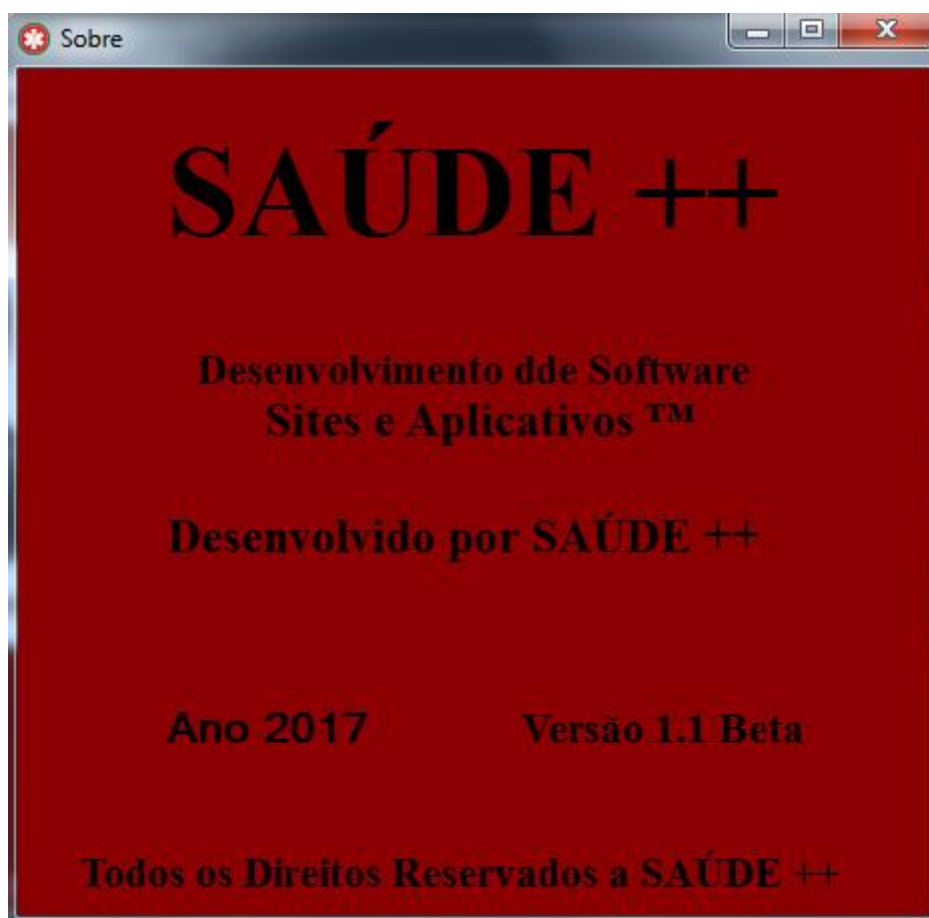 Sobre
SAÚDE ++
Desenvolvimento dde Software
Sites e Aplicativos ™
Desenvolvido por SAÚDE ++
Ano 2017 Versão 1.1 Beta
Todos os Direitos Reservados a SAÚDE ++